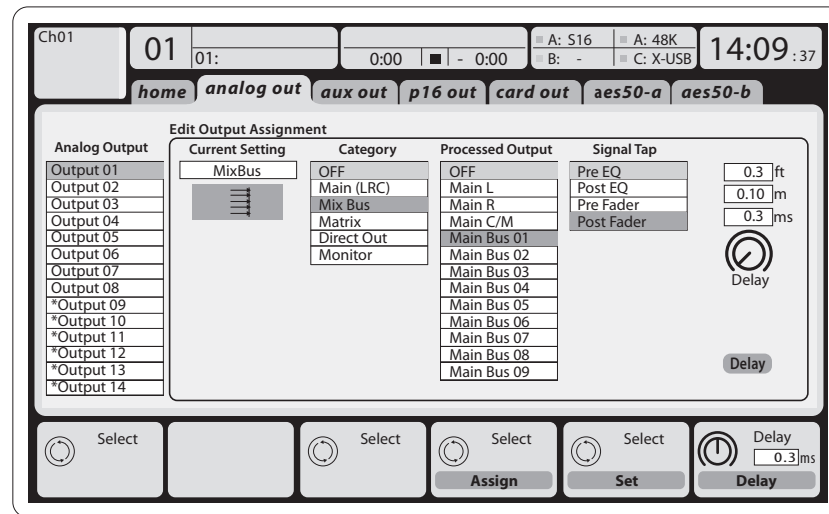 Ch01
01
01:
0:00
- 0:00
A: S16
B: -
A: 48K
C: X-USB
14:09 :37
home
analog out
aux out
p16 out
card out
aes50-a
aes50-b
Edit Output Assignment
Analog Output
Output 01
Output 02
Output 03
Output 04
Output 05
Output 06
Output 07
Output 08
*Output 09
*Output 10
*Output 11
*Output 12
*Output 13
*Output 14
Current Setting
MixBus
Category
OFF
Main (LRC)
Mix Bus
Matrix
Direct Out
Monitor
Processed Output
OFF
Main L
Main R
Main C/M
Main Bus 01
Main Bus 02
Main Bus 03
Main Bus 04
Main Bus 05
Main Bus 06
Main Bus 07
Main Bus 08
Main Bus 09
Signal Tap
Pre EQ
Post EQ
Pre Fader
Post Fader
0.3 ft
0.10 m
0.3 ms
Delay
Delay
Select
Select
Select
Assign
Select
Set
Delay
0.3 ms
Delay